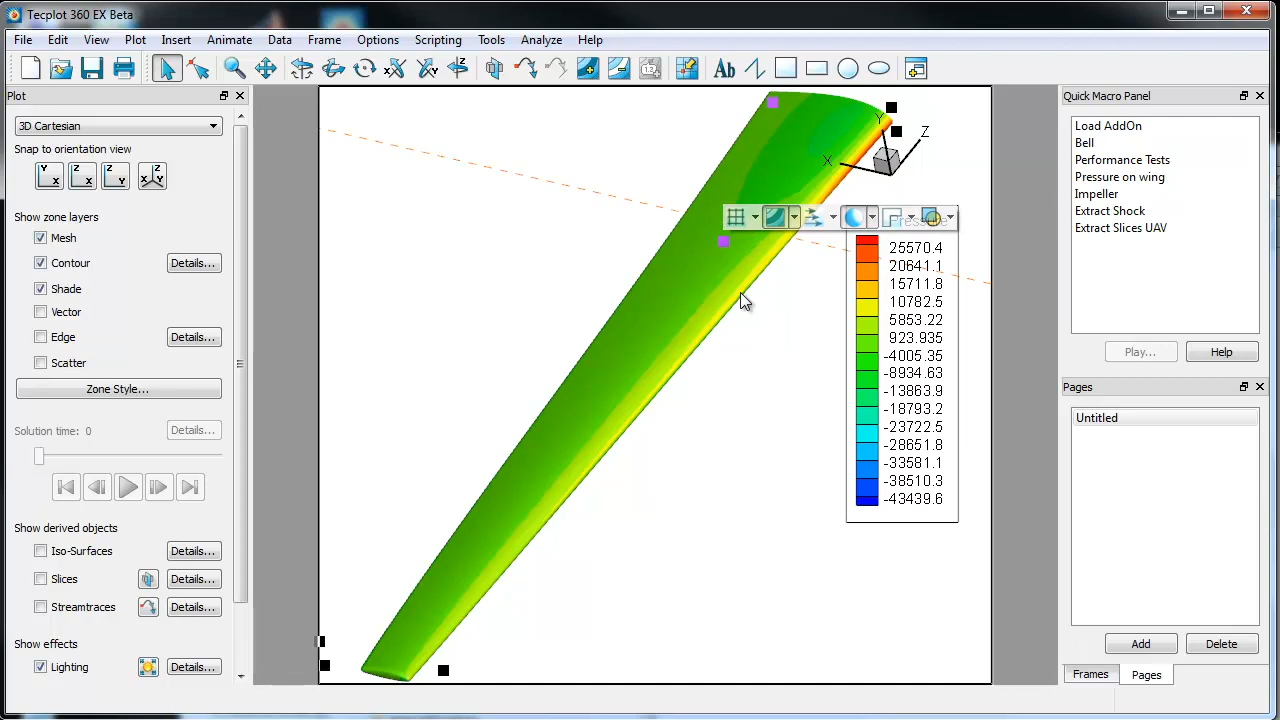 Tecplot 360 EX Beta
File Edit View Plot Insert Animate Data Frame Options Scripting Tools Analyze Help
Plot
3D Cartesian
Snap to orientation view
Y X
Z X
Z Y
X Y Z
Show zone layers
Mesh
Contour Details...
Shade
Vector
Edge Details...
Scatter
Zone Style...
Solution time: 0 Details...
Show derived objects
Iso-Surfaces Details...
Slices Details...
Streamtraces Details...
Show effects
Lighting Details...
Y
X
Z
Pressure
25570.4
20641.1
15711.8
10782.5
5853.22
923.935
-4005.35
-8934.63
-13863.9
-18793.2
-23722.5
-28651.8
-33581.1
-38510.3
-43439.6
Quick Macro Panel
Load AddOn
Bell
Performance Tests
Pressure on wing
Impeller
Extract Shock
Extract Slices UAV
Play... Help
Pages
Untitled
Add Delete
Frames Pages